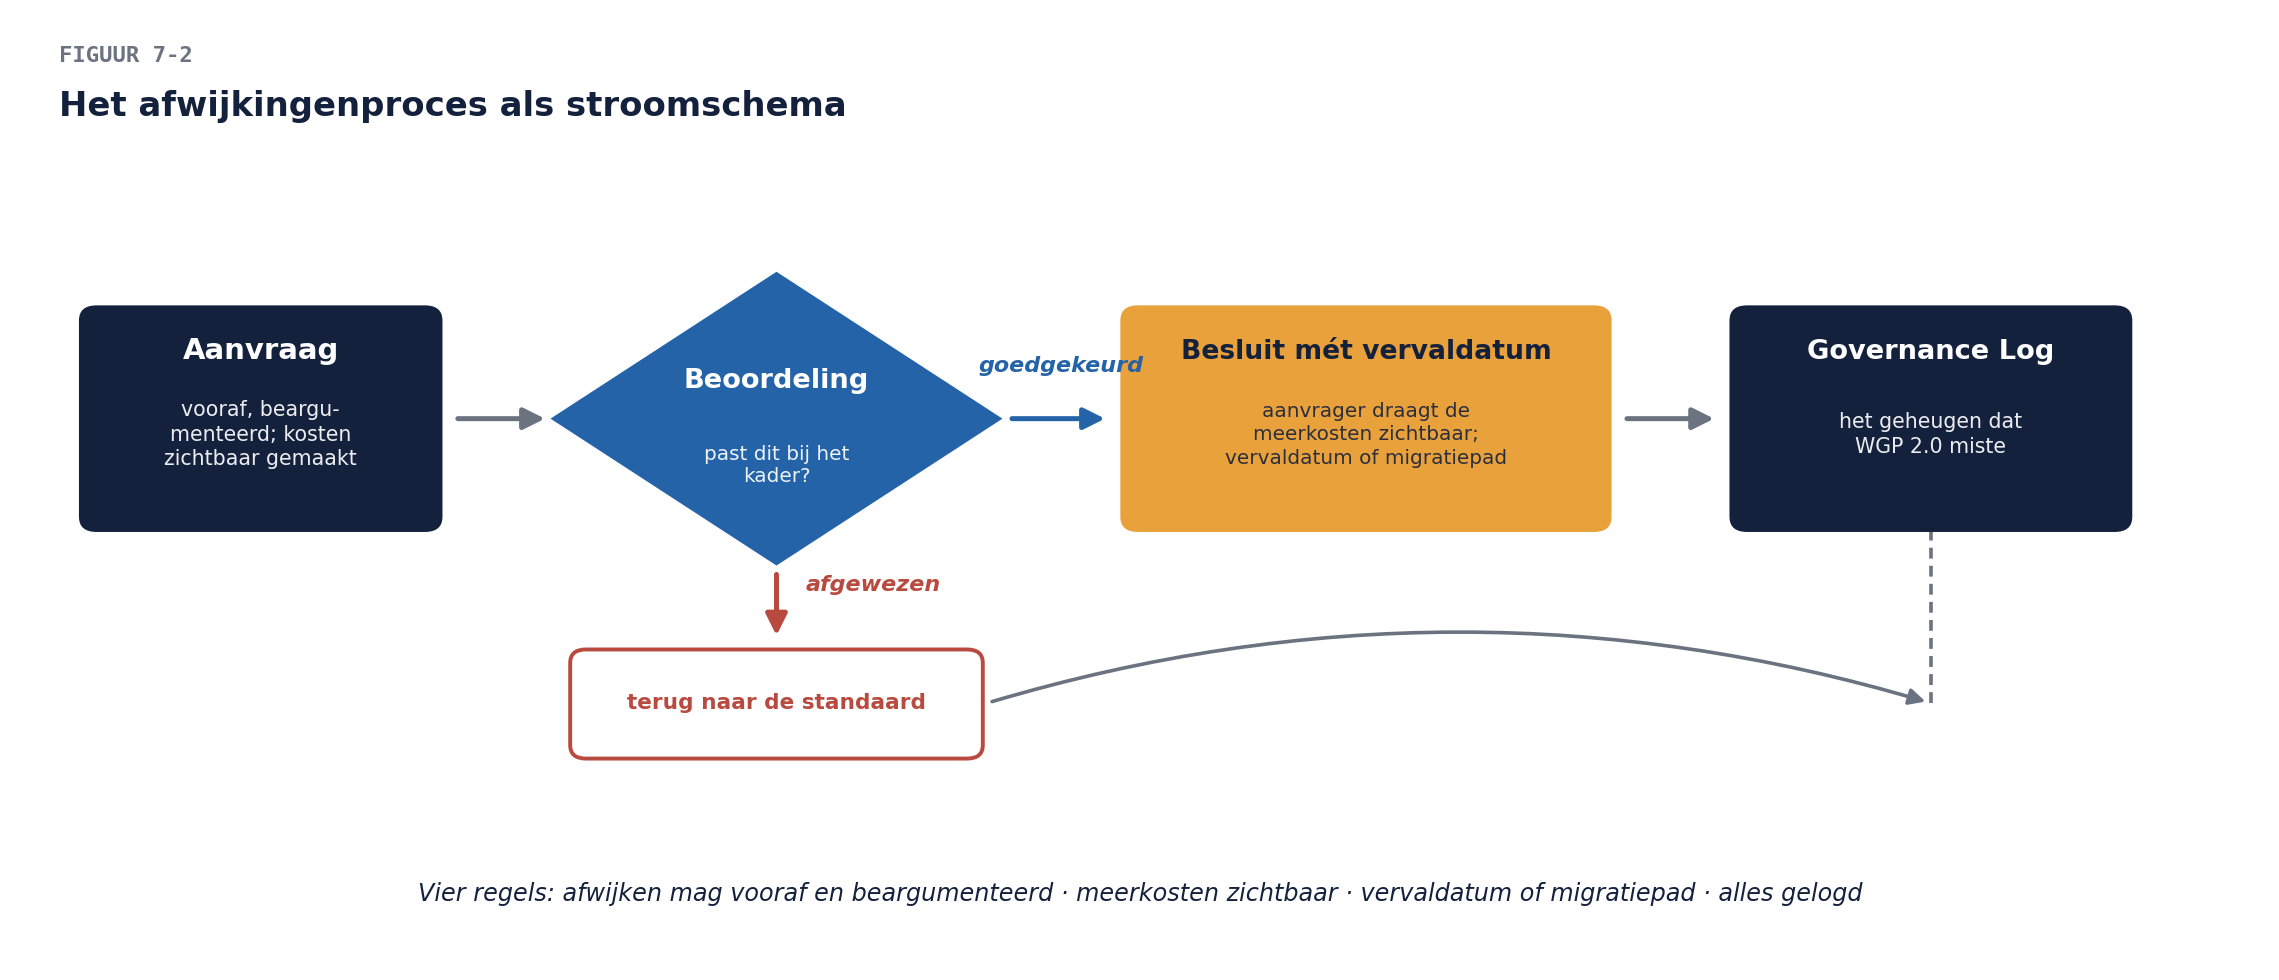 FIGUUR 7-2
Het afwijkingenproces als stroomschema
Aanvraag
vooraf, beargu-
menteerd; kosten
zichtbaar gemaakt
Beoordeling
past dit bij het
kader?
goedgekeurd
Besluit mét vervaldatum
aanvrager draagt de
meerkosten zichtbaar;
vervaldatum of migratiepad
Governance Log
het geheugen dat
WGP 2.0 miste
afgewezen
terug naar de standaard
Vier regels: afwijken mag vooraf en beargumenteerd · meerkosten zichtbaar · vervaldatum of migratiepad · alles gelogd